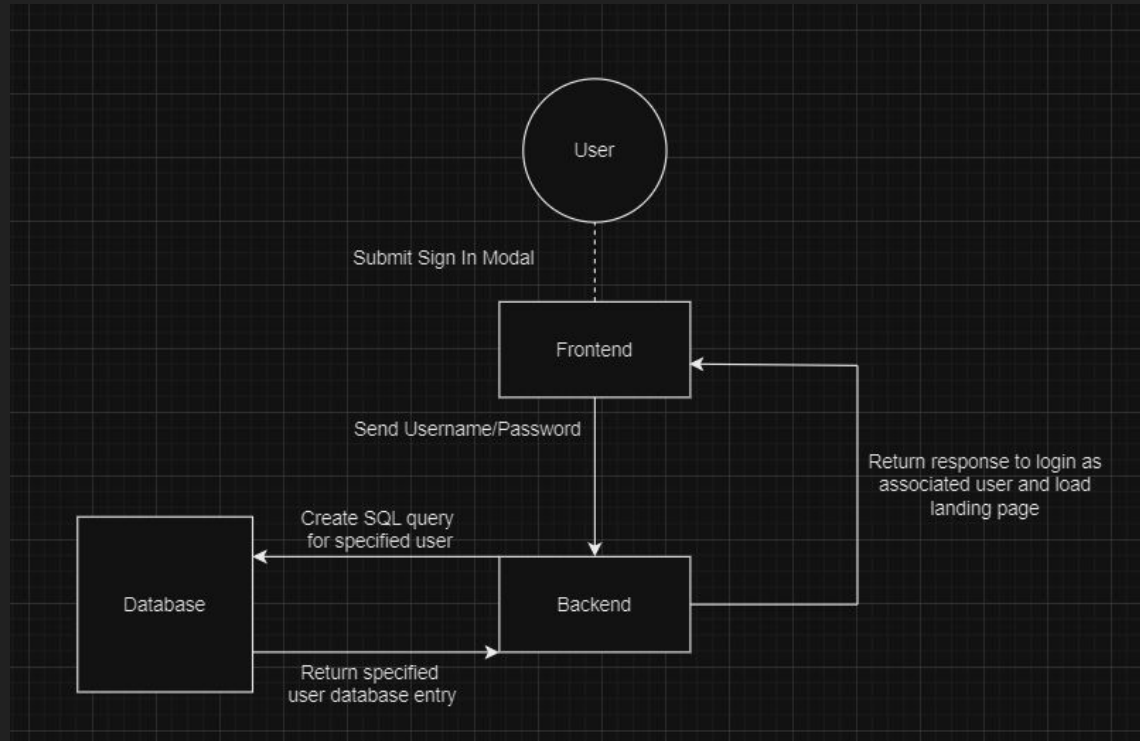 User
Submit Sign In Modal
Frontend
Send Username/Password
Return response to login as
associated user and load
landing page
Create SQL query
for specified user
Database
Backend
Return specified
user database entry